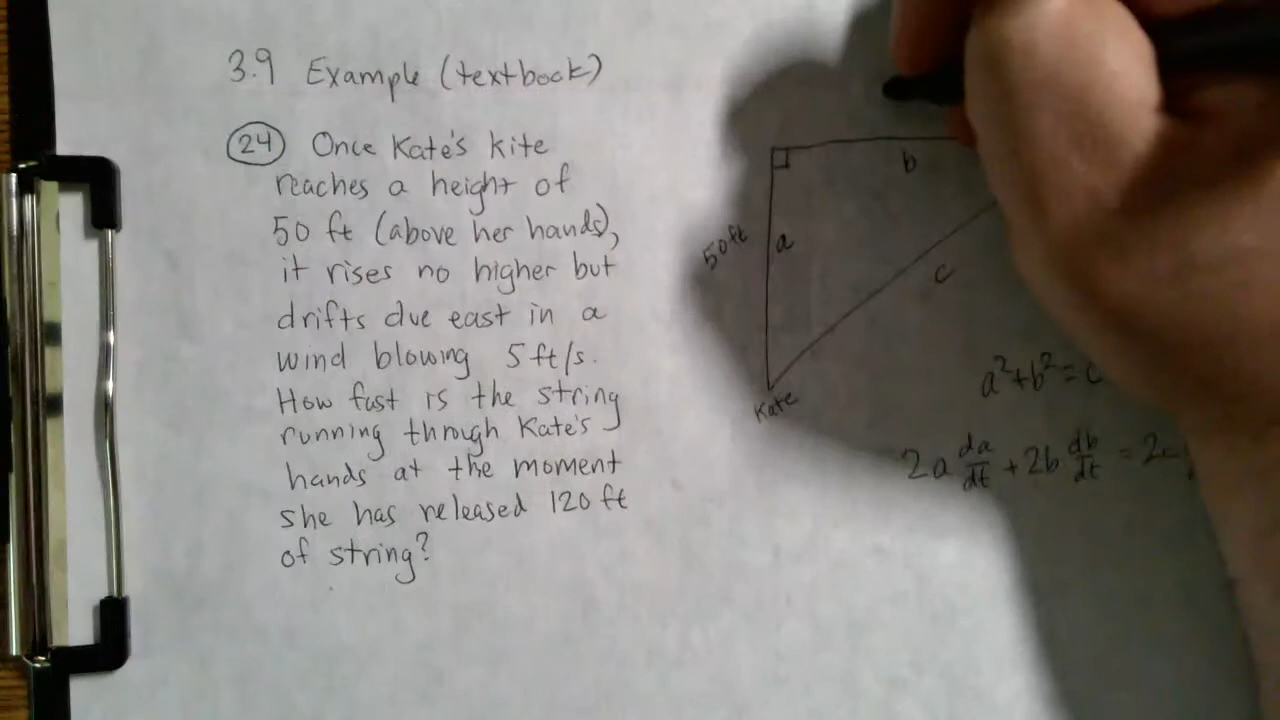 3.9 Example (textbook)
24 Once Kate's kite
reaches a height of
50 ft (above her hands),
it rises no higher but
drifts due east in a
wind blowing 5 ft/s.
How fast is the string
running through Kate's
hands at the moment
she has released 120 ft
of string?
b
50 ft
a
c
Kate
a²+b²=c
2a da/dt + 2b db/dt = 2c